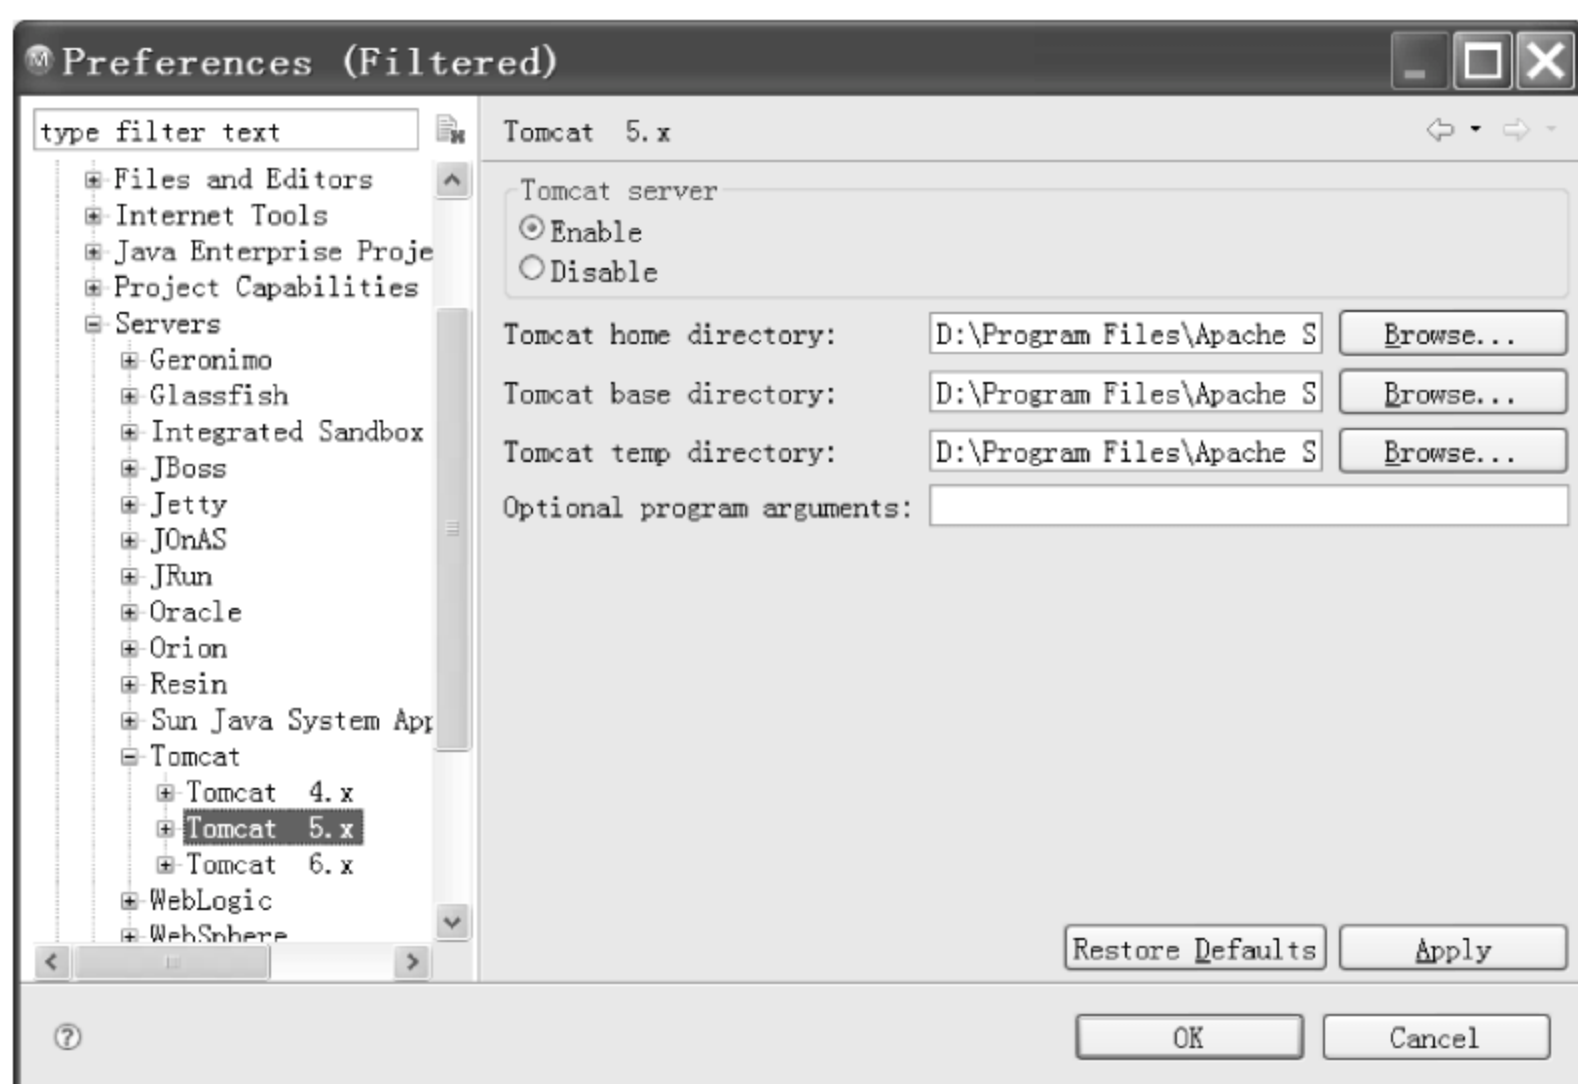 Preferences (Filtered)
type filter text
Files and Editors
Internet Tools
Java Enterprise Proje
Project Capabilities
Servers
Geronimo
Glassfish
Integrated Sandbox
JBoss
Jetty
JOnAS
JRun
Oracle
Orion
Resin
Sun Java System App
Tomcat
Tomcat 4.x
Tomcat 5.x
Tomcat 6.x
WebLogic
WebSphere
Tomcat 5.x
Tomcat server
Enable
Disable
Tomcat home directory: D:\Program Files\Apache S Browse...
Tomcat base directory: D:\Program Files\Apache S Browse...
Tomcat temp directory: D:\Program Files\Apache S Browse...
Optional program arguments:
Restore Defaults Apply
OK Cancel